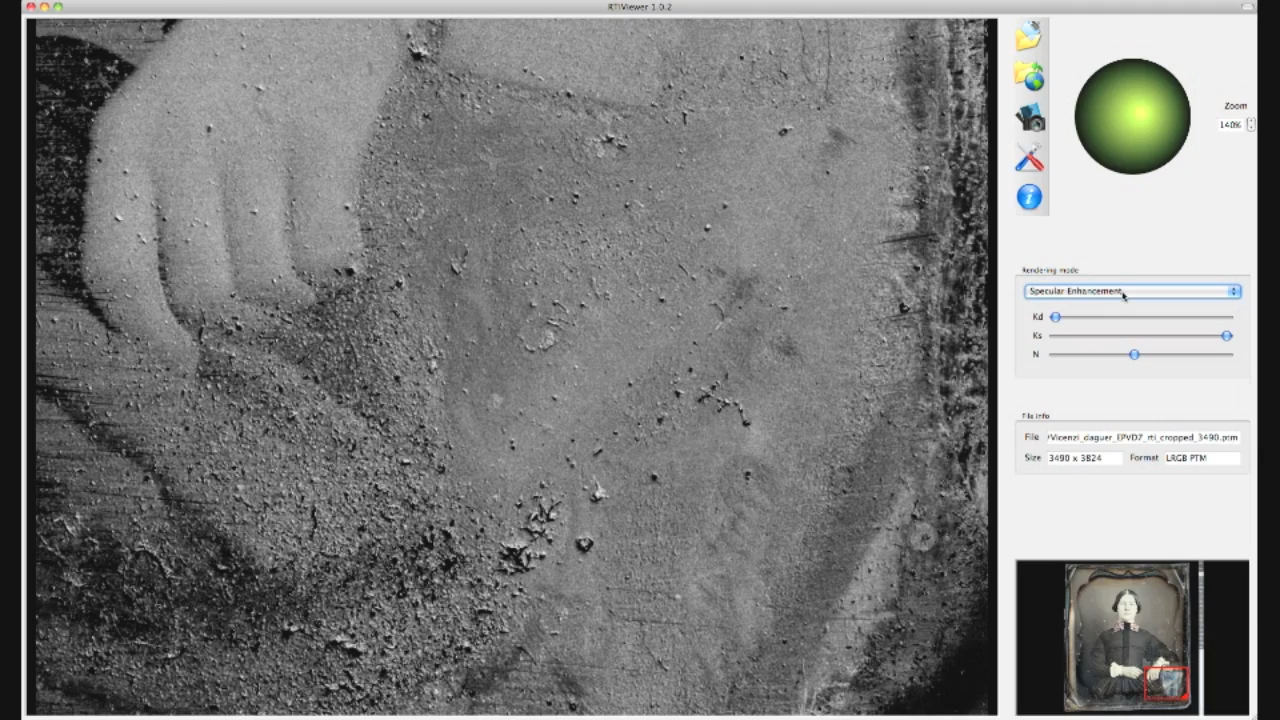 RTIViewer 1.0.2
Zoom
140%
Rendering mode
Specular Enhancement
Kd
Ks
N
File info
File /Vicenzi_daguer_EPVD7_rti_cropped_3490.ptm
Size 3490 x 3824 Format LRGB PTM